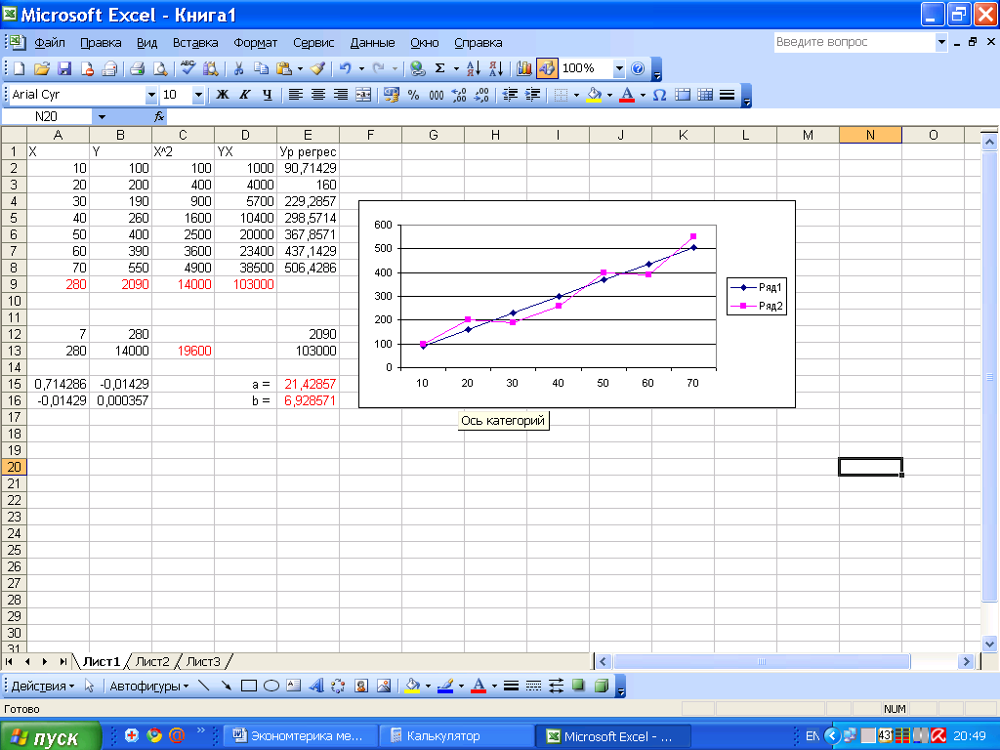 Microsoft Excel - Книга1
Файл Правка Вид Вставка Формат Сервис Данные Окно Справка Введите вопрос
100%
Arial Cyr 10 Ж К Ч % 000
N20 fx
A B C D E F G H I J K L M N O
1 X Y X^2 YX Ур регрес
2 10 100 100 1000 90,71429
3 20 200 400 4000 160
4 30 190 900 5700 229,2857
5 40 260 1600 10400 298,5714
6 50 400 2500 20000 367,8571
7 60 390 3600 23400 437,1429
8 70 550 4900 38500 506,4286
9 280 2090 14000 103000
10
11
12 7 280 2090
13 280 14000 19600 103000
14
15 0,714286 -0,01429 a = 21,42857
16 -0,01429 0,000357 b = 6,928571
17
18
19
20
21
22
23
24
25
26
27
28
29
30
31
600
500
400
300
200
100
0
10 20 30 40 50 60 70
Ряд1
Ряд2
Ось категорий
Лист1 Лист2 Лист3
Действия Автофигуры
Готово NUM
пуск Экономтерика ме... Калькулятор Microsoft Excel - ... EN 43° 20:49